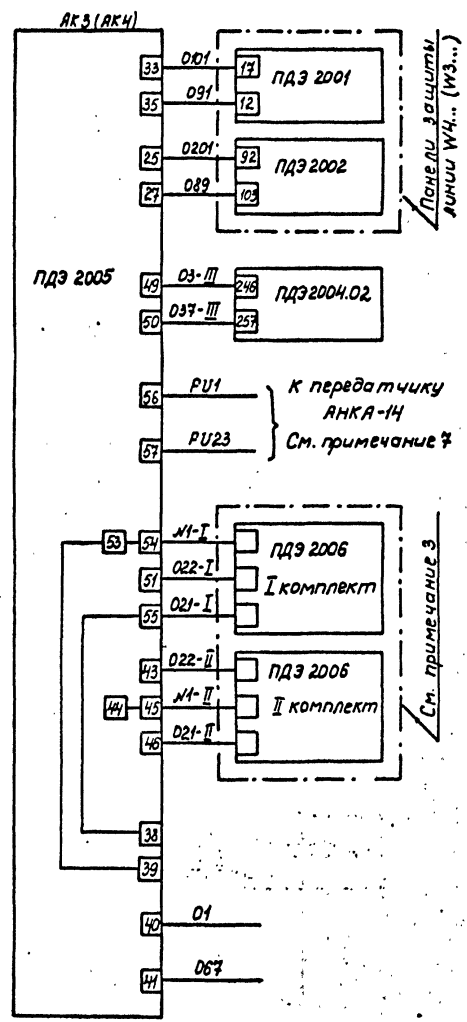 АК3 (АК4)
33 0101 17 ПДЭ 2001
35 091 12
25 0201 92 ПДЭ 2002
27 089 103
Панели защиты
линии W4... (W3...)
ПДЭ 2005
49 03-III 246 ПДЭ 2004.02
50 037-III 257
56 PU1
К передатчику
АНКА-14
См. примечание 7
57 PU23
53 54 N1-I ПДЭ 2006
51 022-I I комплект
55 021-I
43 022-II ПДЭ 2006
44 45 N1-II II комплект
46 021-II
См. примечание 3
38
39
40 01
41 067